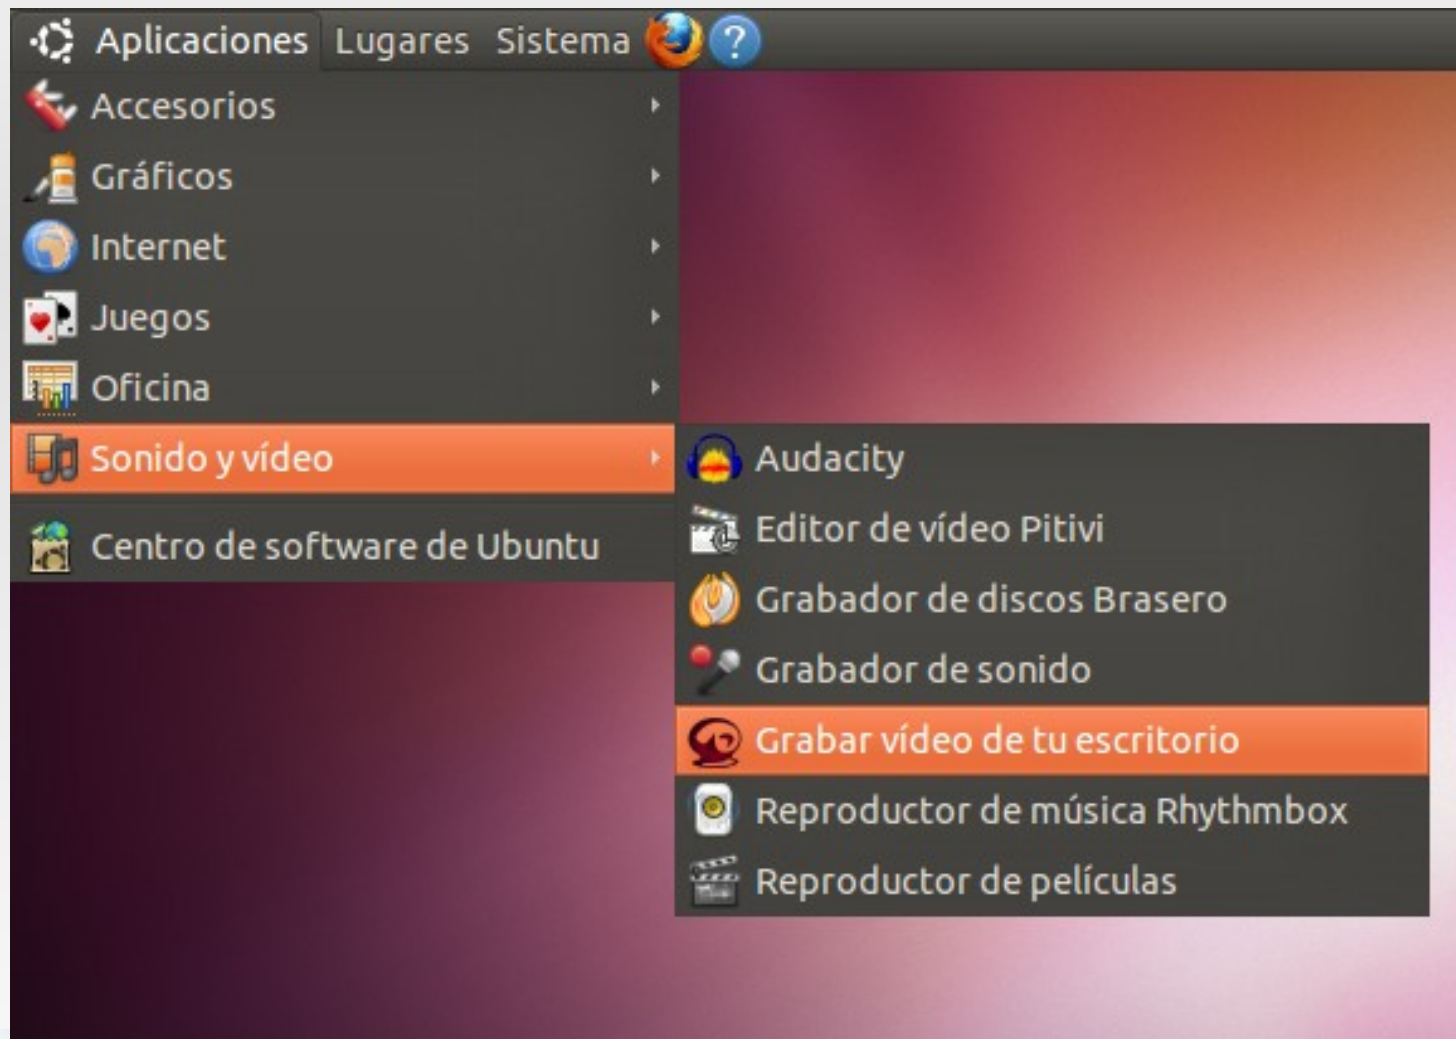 Aplicaciones Lugares Sistema ?
Accesorios
Gráficos
Internet
Juegos
Oficina
Sonido y vídeo
Centro de software de Ubuntu
Audacity
Editor de vídeo Pitivi
Grabador de discos Brasero
Grabador de sonido
Grabar vídeo de tu escritorio
Reproductor de música Rhythmbox
Reproductor de películas